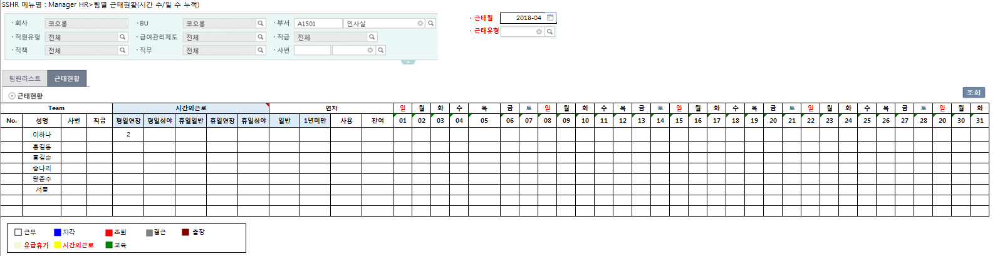 SSHR 메뉴명 : Manager HR>팀별 근태현황(시간 수/일 수 누적)
· 회사 코오롱 · BU 코오롱 · 부서 A1501 인사실 · 근태월 2018-04
· 직원유형 전체 · 급여관리제도 전체 · 직급 전체 · 근태유형
· 직책 전체 · 직무 전체 · 사번
팀원리스트 근태현황
근태현황 조회
Team 시간외근로 연차 일 월 화 수 목 금 토 일 월 화 수 목 금 토 일 월 화 수 목 금 토 일 월 화 수 목 금 토 일 월 화
No. 성명 사번 직급 평일연장 평일심야 휴일일반 휴일연장 휴일심야 일반 1년미만 사용 잔여 01 02 03 04 05 06 07 08 09 10 11 12 13 14 15 16 17 18 19 20 21 22 23 24 25 26 27 28 20 30 31
이하나 2
홍길동
홍길순
송나리
왕춘수
서풍
근무 지각 조퇴 결근 출장
유급휴가 시간외근로 교육